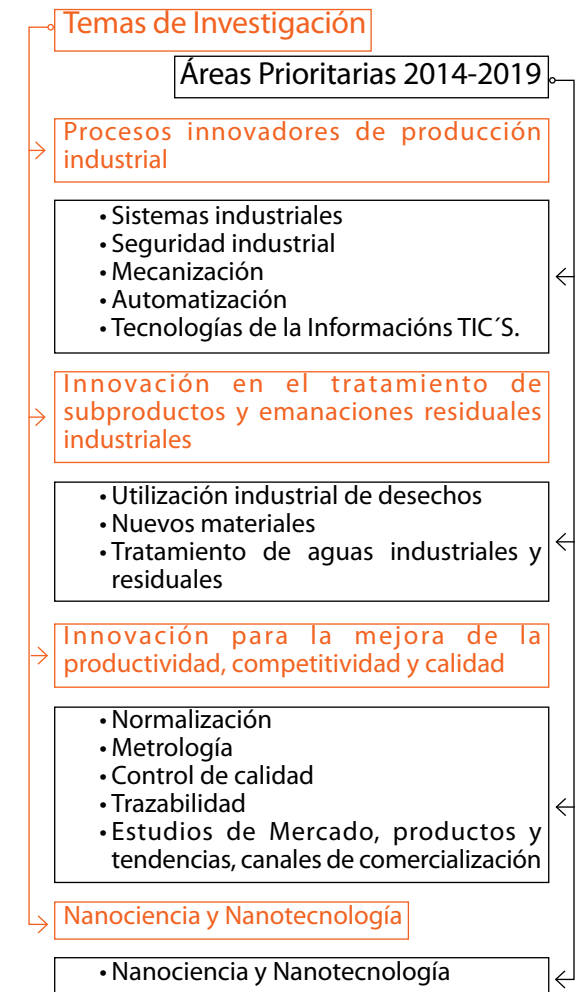 Temas de Investigación
Áreas Prioritarias 2014-2019
Procesos innovadores de producción
industrial
• Sistemas industriales
• Seguridad industrial
• Mecanización
• Automatización
• Tecnologías de la Informacións TIC´S.
Innovación en el tratamiento de
subproductos y emanaciones residuales
industriales
• Utilización industrial de desechos
• Nuevos materiales
• Tratamiento de aguas industriales y
residuales
Innovación para la mejora de la
productividad, competitividad y calidad
• Normalización
• Metrología
• Control de calidad
• Trazabilidad
• Estudios de Mercado, productos y
tendencias, canales de comercialización
Nanociencia y Nanotecnología
• Nanociencia y Nanotecnología